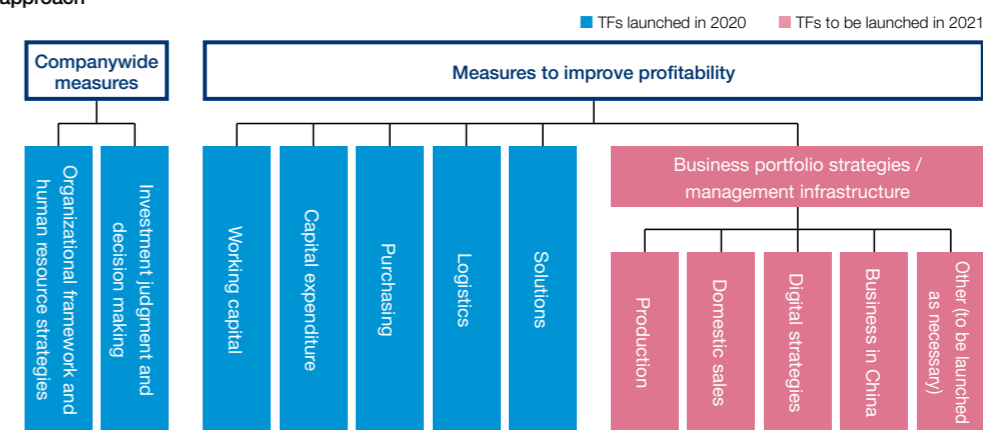 approach
TFs launched in 2020
TFs to be launched in 2021
Companywide
measures
Measures to improve profitability
Organizational framework and
human resource strategies
Investment judgment and
decision making
Working capital
Capital expenditure
Purchasing
Logistics
Solutions
Business portfolio strategies /
management infrastructure
Production
Domestic sales
Digital strategies
Business in China
Other (to be launched
as necessary)